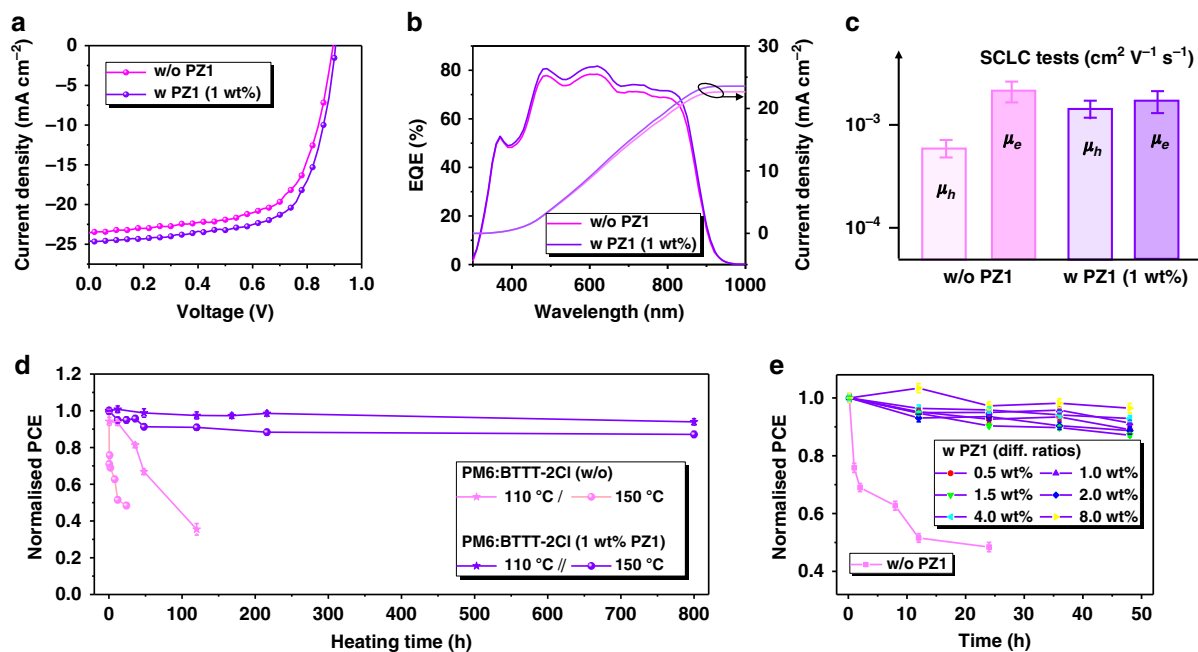 a
0
−5
−10
−15
−20
−25
Current density (mA cm−2)
w/o PZ1
w PZ1 (1 wt%)
0.0 0.2 0.4 0.6 0.8 1.0
Voltage (V)
b
80
60
40
20
0
EQE (%)
30
20
10
0
Current density (mA cm−2)
w/o PZ1
w PZ1 (1 wt%)
400 600 800 1000
Wavelength (nm)
c
SCLC tests (cm2 V−1 s−1)
10−3
10−4
μh
μe
μh
μe
w/o PZ1 w PZ1 (1 wt%)
d
1.2
1.0
0.8
0.6
0.4
0.2
0.0
Normalised PCE
PM6:BTTT-2Cl (w/o)
110 °C / 150 °C
PM6:BTTT-2Cl (1 wt% PZ1)
110 °C // 150 °C
0 100 200 300 400 500 600 700 800
Heating time (h)
e
1.0
0.8
0.6
0.4
Normalised PCE
w PZ1 (diff. ratios)
0.5 wt% 1.0 wt%
1.5 wt% 2.0 wt%
4.0 wt% 8.0 wt%
w/o PZ1
0 10 20 30 40 50
Time (h)